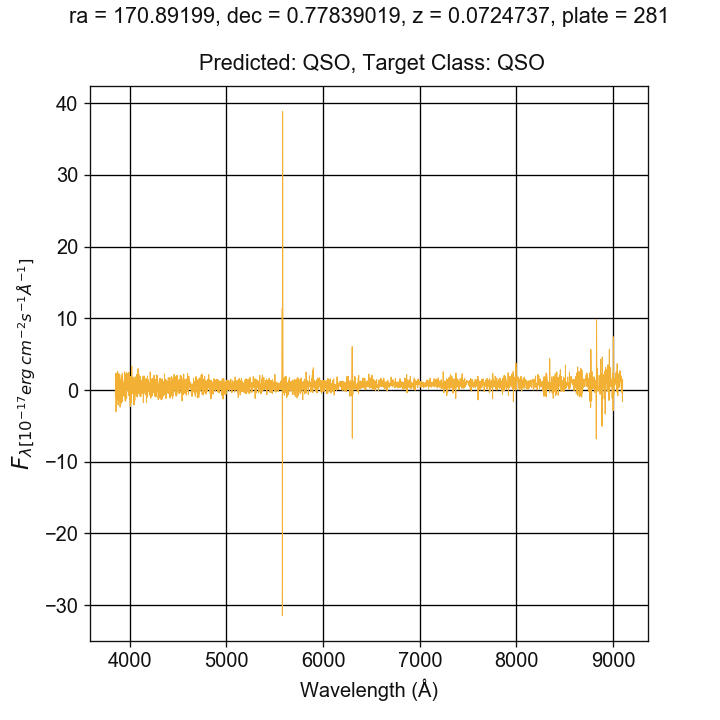 ra = 170.89199, dec = 0.77839019, z = 0.0724737, plate = 281
Predicted: QSO, Target Class: QSO
40
30
20
10
0
−10
−20
−30
F_λ[10^{−17} erg cm^{−2} s^{−1} Å^{−1}]
4000 5000 6000 7000 8000 9000
Wavelength (Å)